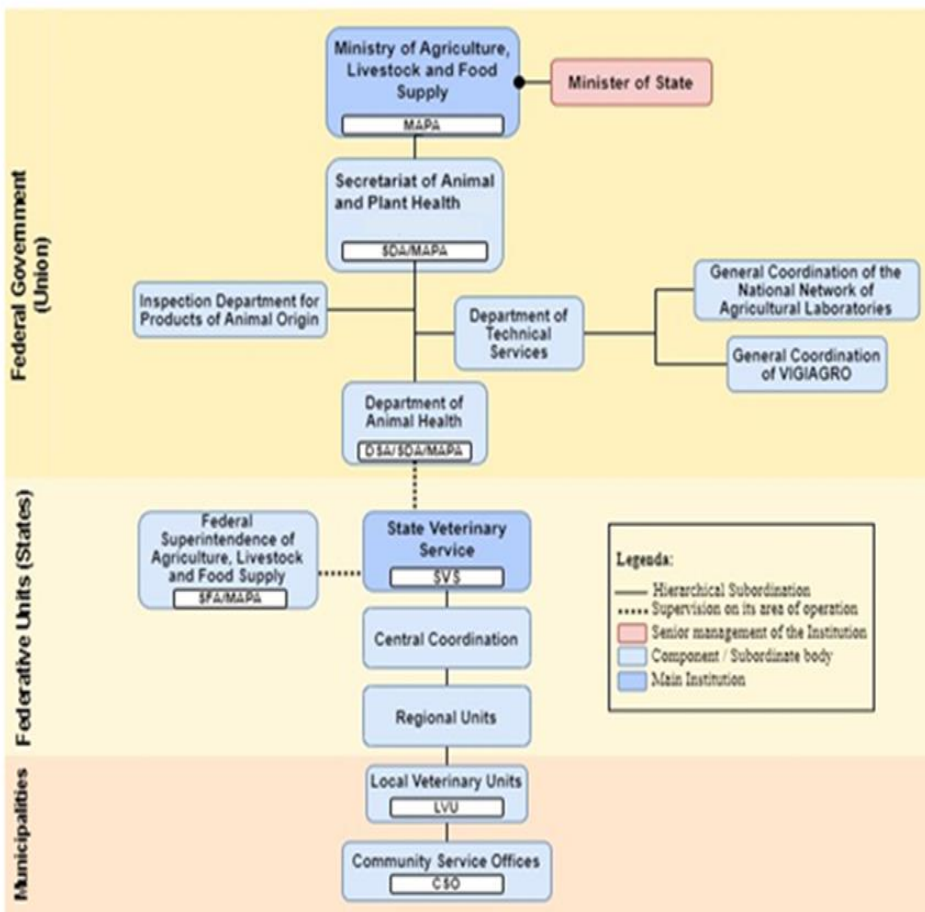 Federal Government
(Union)
Ministry of Agriculture,
Livestock and Food
Supply
MAPA
Minister of State
Secretariat of Animal
and Plant Health
SDA/MAPA
Inspection Department for
Products of Animal Origin
Department of
Technical
Services
General Coordination of the
National Network of
Agricultural Laboratories
General Coordination
of VIGIAGRO
Department of
Animal Health
DSA/SDA/MAPA
Federative Units (States)
Federal
Superintendence of
Agriculture, Livestock
and Food Supply
SFA/MAPA
State Veterinary
Service
SVS
Central Coordination
Regional Units
Legenda:
Hierarchical Subordination
Supervision on its area of operation
Senior management of the Institution
Component / Subordinate body
Main Institution
Municipalities
Local Veterinary Units
LVU
Community Service Offices
CSO